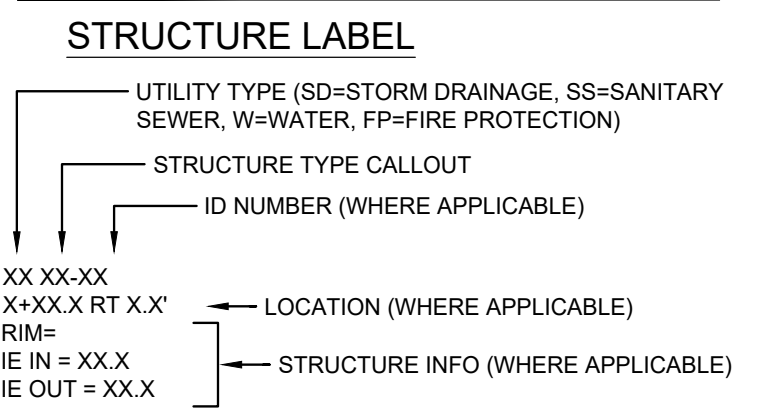 STRUCTURE LABEL
UTILITY TYPE (SD=STORM DRAINAGE, SS=SANITARY
SEWER, W=WATER, FP=FIRE PROTECTION)
STRUCTURE TYPE CALLOUT
ID NUMBER (WHERE APPLICABLE)
XX XX-XX
X+XX.X RT X.X' LOCATION (WHERE APPLICABLE)
RIM=
IE IN = XX.X STRUCTURE INFO (WHERE APPLICABLE)
IE OUT = XX.X